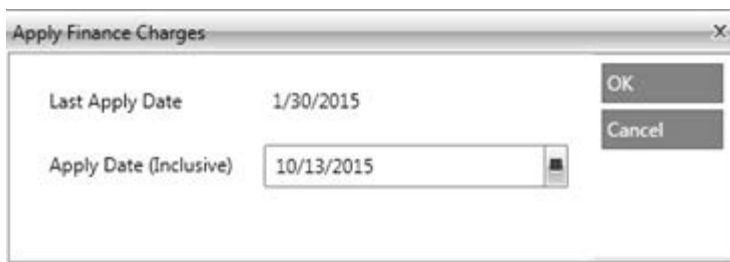 Apply Finance Charges
Last Apply Date 1/30/2015
OK
Cancel
Apply Date (Inclusive) 10/13/2015